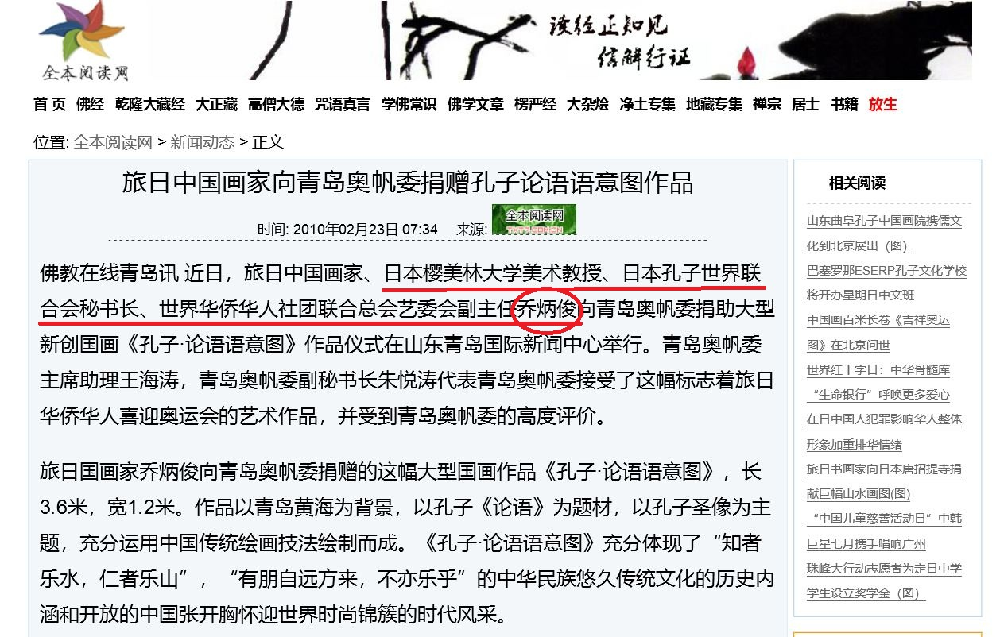 读经正知见
信解行证
全本阅读网
首 页 佛经 乾隆大藏经 大正藏 高僧大德 咒语真言 学佛常识 佛学文章 楞严经 大杂烩 净土专集 地藏专集 禅宗 居士 书籍 放生
位置: 全本阅读网 > 新闻动态 > 正文
旅日中国画家向青岛奥帆委捐赠孔子论语语意图作品
时间: 2010年02月23日 07:34 来源: 全本阅读网
TXT7.COM.CN
佛教在线青岛讯 近日，旅日中国画家、日本樱美林大学美术教授、日本孔子世界联
合会秘书长、世界华侨华人社团联合总会艺委会副主任乔炳俊向青岛奥帆委捐助大型
新创国画《孔子·论语语意图》作品仪式在山东青岛国际新闻中心举行。青岛奥帆委
主席助理王海涛，青岛奥帆委副秘书长朱悦涛代表青岛奥帆委接受了这幅标志着旅日
华侨华人喜迎奥运会的艺术作品，并受到青岛奥帆委的高度评价。
旅日国画家乔炳俊向青岛奥帆委捐赠的这幅大型国画作品《孔子·论语语意图》，长
3.6米，宽1.2米。作品以青岛黄海为背景，以孔子《论语》为题材，以孔子圣像为主
题，充分运用中国传统绘画技法绘制而成。《孔子·论语语意图》充分体现了“知者
乐水，仁者乐山”，“有朋自远方来，不亦乐乎”的中华民族悠久传统文化的历史内
涵和开放的中国张开胸怀迎世界时尚锦簇的时代风采。
相关阅读
山东曲阜孔子中国画院携儒文
化到北京展出（图）
巴塞罗那ESERP孔子文化学校
将开办星期日中文班
中国画百米长卷《吉祥奥运
图》在北京问世
世界红十字日：中华骨髓库
“生命银行”呼唤更多爱心
在日中国人犯罪影响华人整体
形象加重排华情绪
旅日书画家向日本唐招提寺捐
献巨幅山水画图(图)
“中国儿童慈善活动日”中韩
巨星七月携手唱响广州
珠峰大行动志愿者为定日中学
学生设立奖学金（图）